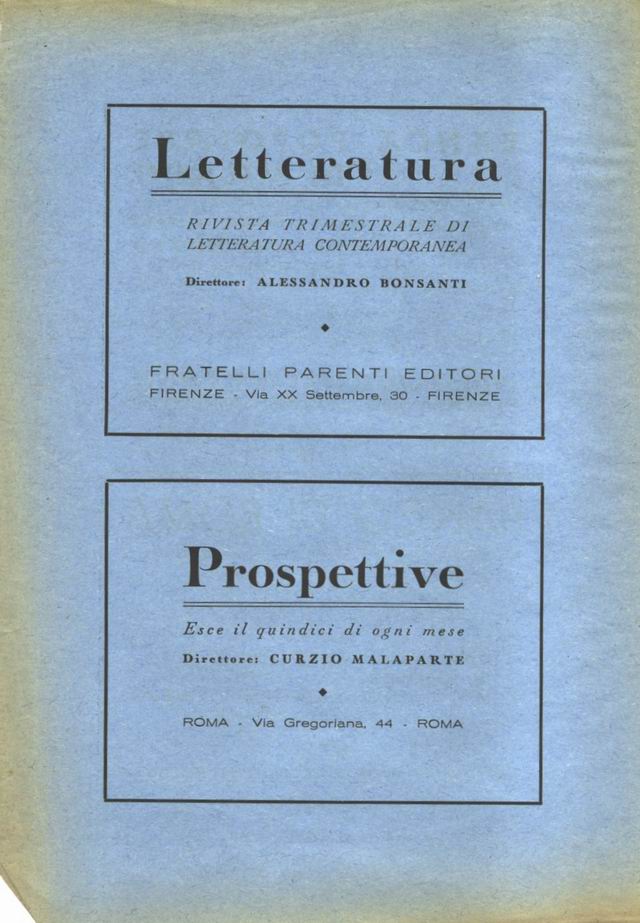 Letteratura
RIVISTA TRIMESTRALE DI
LETTERATURA CONTEMPORANEA
Direttore: ALESSANDRO BONSANTI
FRATELLI PARENTI EDITORI
FIRENZE - Via XX Settembre, 30 - FIRENZE
Prospettive
Esce il quindici di ogni mese
Direttore: CURZIO MALAPARTE
ROMA - Via Gregoriana, 44 - ROMA